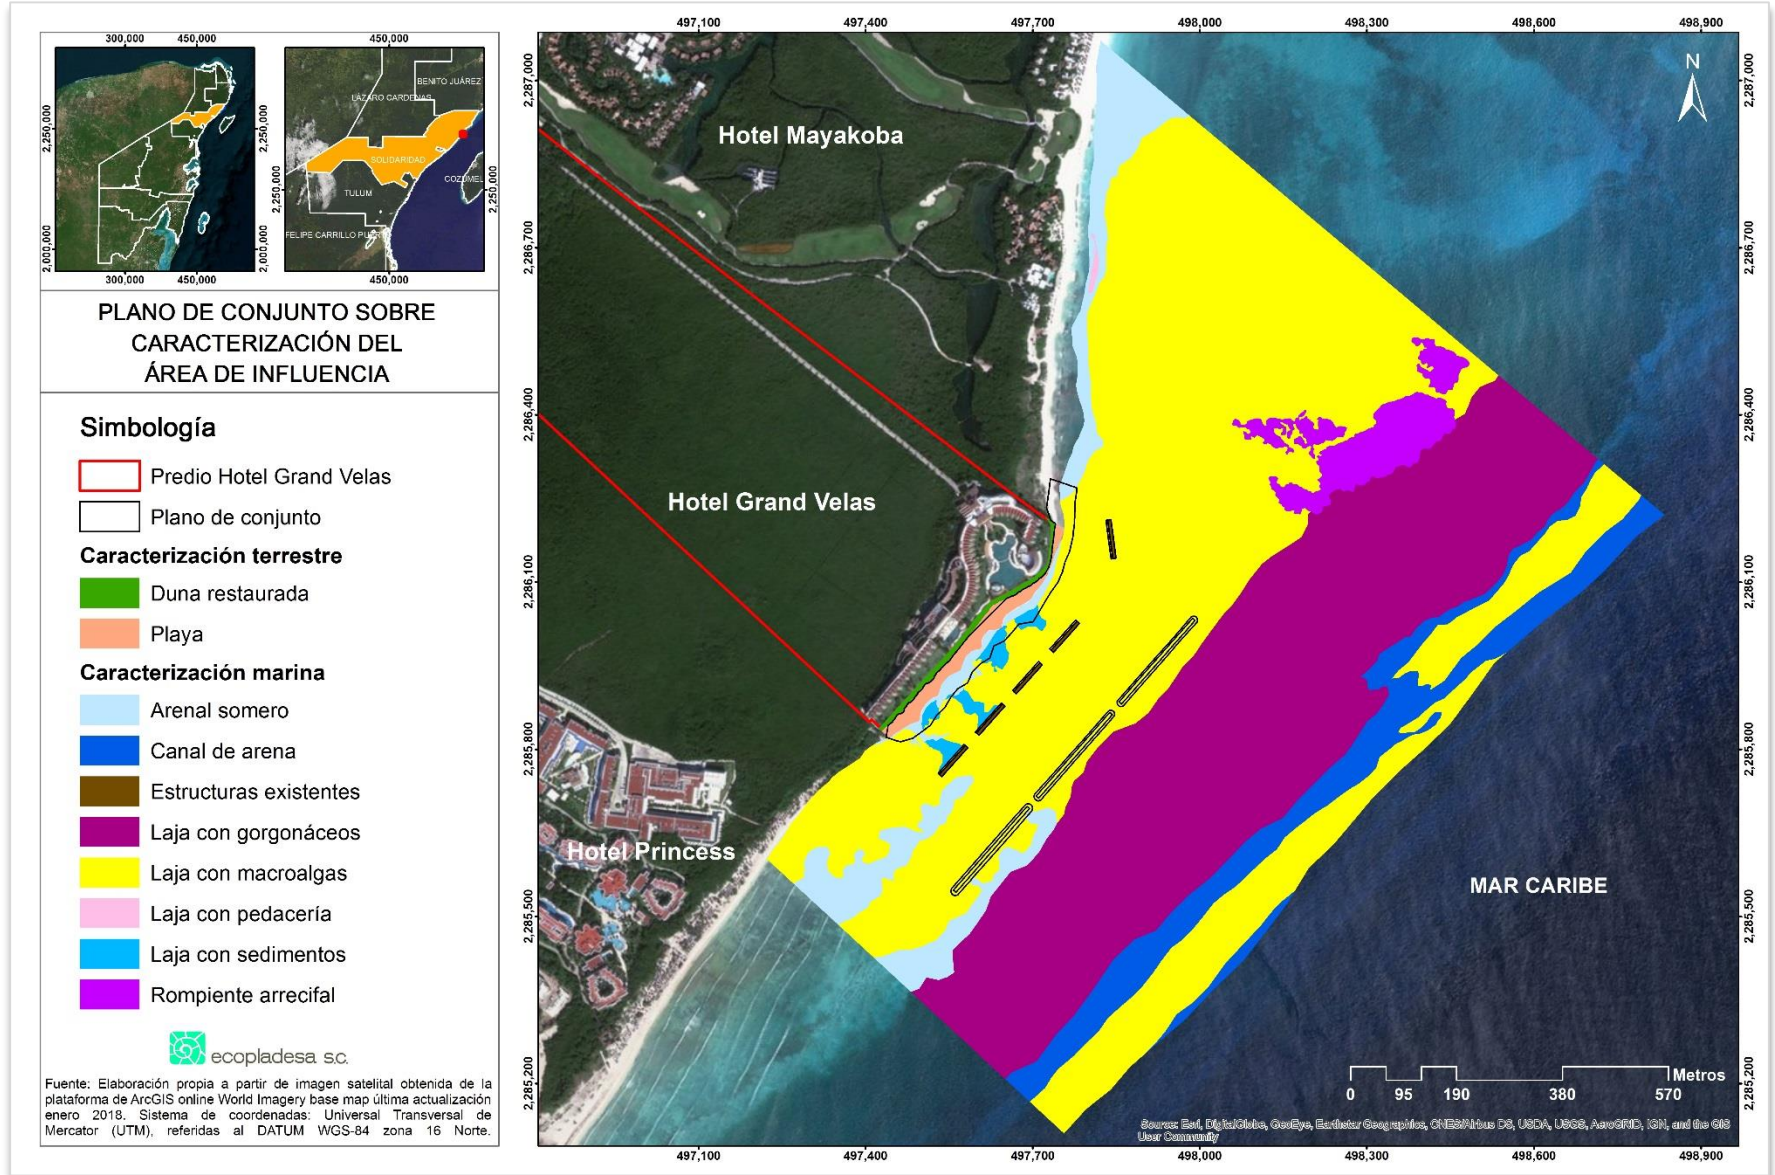 300,000 450,000
2,250,000
2,250,000
2,000,000
2,000,000
300,000 450,000
450,000
BENITO JUÁREZ
LÁZARO CARDENAS
SOLIDARIDAD
COZUMEL
TULUM
FELIPE CARRILLO PUERT
2,250,000
2,250,000
450,000
PLANO DE CONJUNTO SOBRE
CARACTERIZACIÓN DEL
ÁREA DE INFLUENCIA
Simbología
Predio Hotel Grand Velas
Plano de conjunto
Caracterización terrestre
Duna restaurada
Playa
Caracterización marina
Arenal somero
Canal de arena
Estructuras existentes
Laja con gorgonáceos
Laja con macroalgas
Laja con pedacería
Laja con sedimentos
Rompiente arrecifal
ecopladesa s.c.
Fuente: Elaboración propia a partir de imagen satelital obtenida de la
plataforma de ArcGIS online World Imagery base map última actualización
enero 2018. Sistema de coordenadas: Universal Transversal de
Mercator (UTM), referidas al DATUM WGS-84 zona 16 Norte.
497,100 497,400 497,700 498,000 498,300 498,600 498,900
2,287,000
2,286,700
2,286,400
2,286,100
2,285,800
2,285,500
2,285,200
N
Hotel Mayakoba
Hotel Grand Velas
Hotel Princess
MAR CARIBE
Metros
0 95 190 380 570
Source: Esri, DigitalGlobe, GeoEye, Earthstar Geographics, CNES/Airbus DS, USDA, USGS, AeroGRID, IGN, and the GIS
User Community
2,287,000
2,286,700
2,286,400
2,286,100
2,285,800
2,285,500
2,285,200
497,100 497,400 497,700 498,000 498,300 498,600 498,900